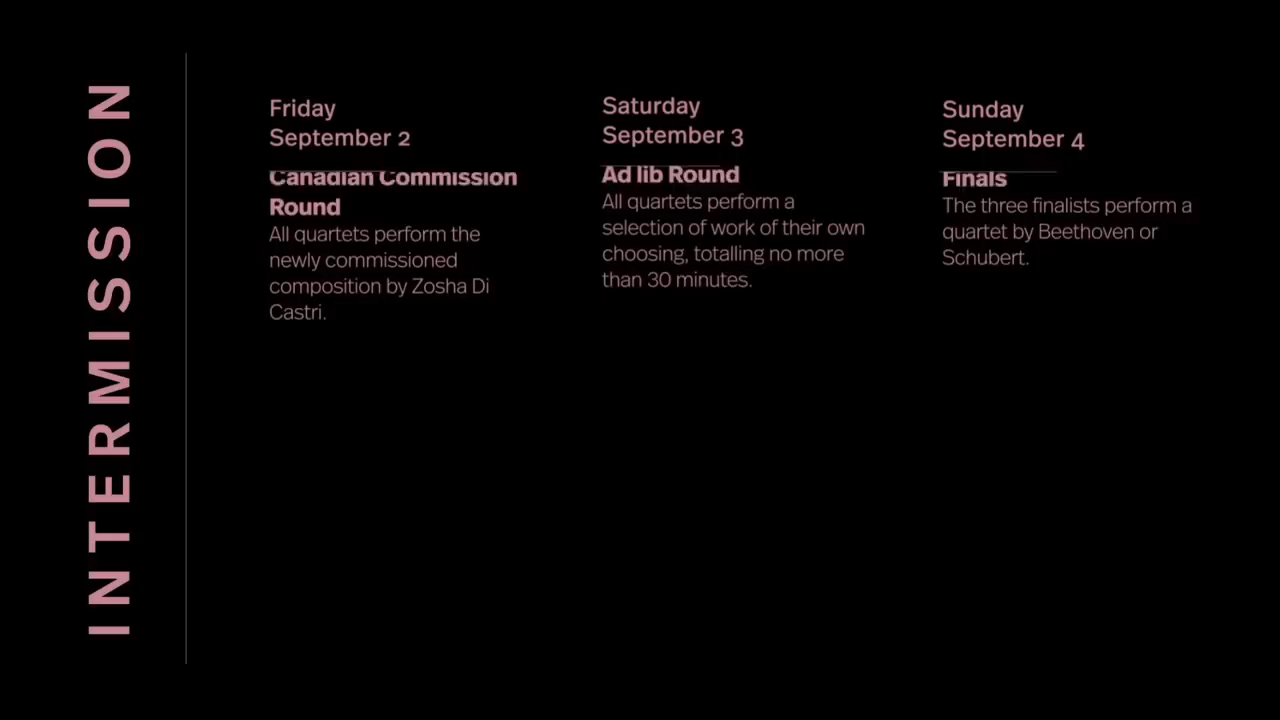 INTERMISSION
Friday
September 2
Canadian Commission
Round
All quartets perform the
newly commissioned
composition by Zosha Di
Castri.
Saturday
September 3
Ad lib Round
All quartets perform a
selection of work of their own
choosing, totalling no more
than 30 minutes.
Sunday
September 4
Finals
The three finalists perform a
quartet by Beethoven or
Schubert.